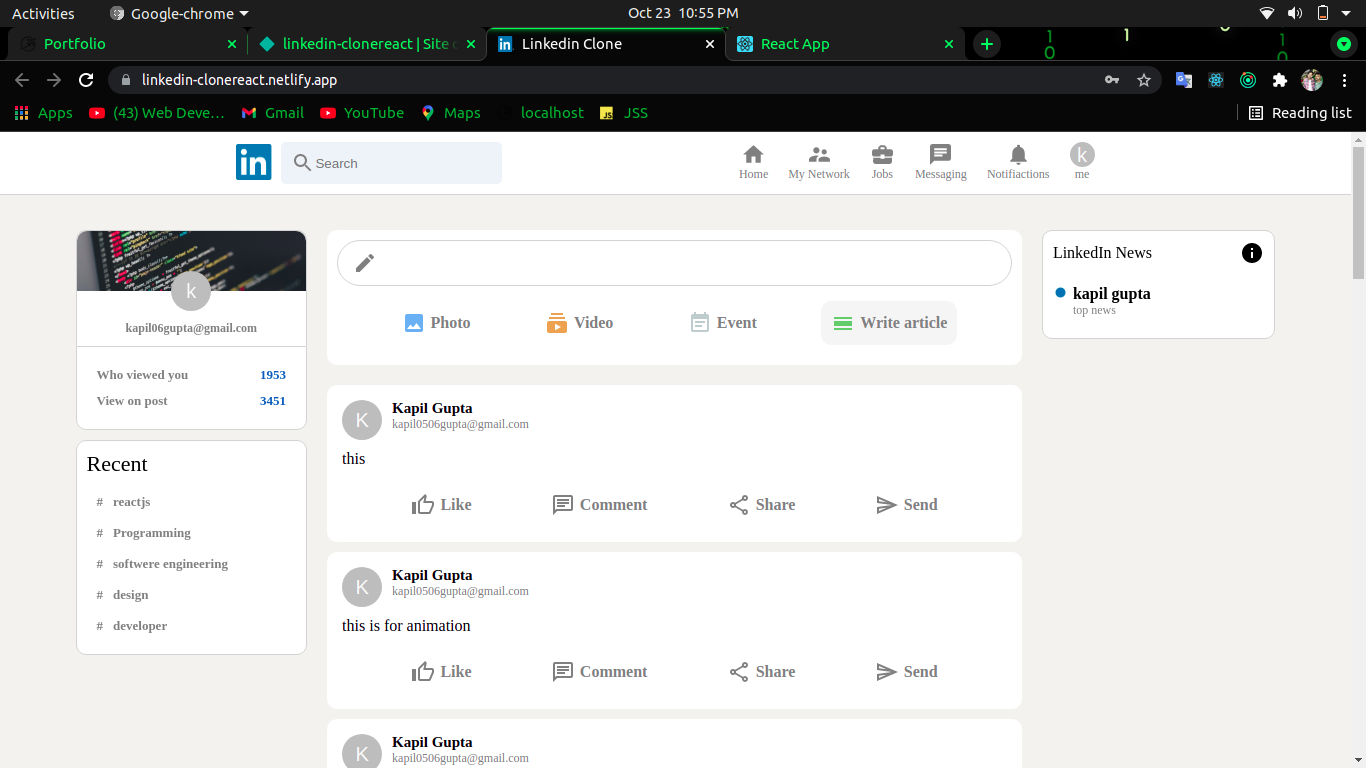 Activities Google-chrome Oct 23 10:55 PM
Portfolio linkedin-clonereact | Site Linkedin Clone React App
linkedin-clonereact.netlify.app
Apps (43) Web Deve… Gmail YouTube Maps localhost JSS Reading list
in Search
Home My Network Jobs Messaging Notifiactions k me
k
kapil06gupta@gmail.com
Who viewed you 1953
View on post 3451
Recent
# reactjs
# Programming
# softwere engineering
# design
# developer
Photo Video Event Write article
K Kapil Gupta
kapil0506gupta@gmail.com
this
Like Comment Share Send
K Kapil Gupta
kapil0506gupta@gmail.com
this is for animation
Like Comment Share Send
K Kapil Gupta
kapil0506gupta@gmail.com
LinkedIn News
kapil gupta
top news